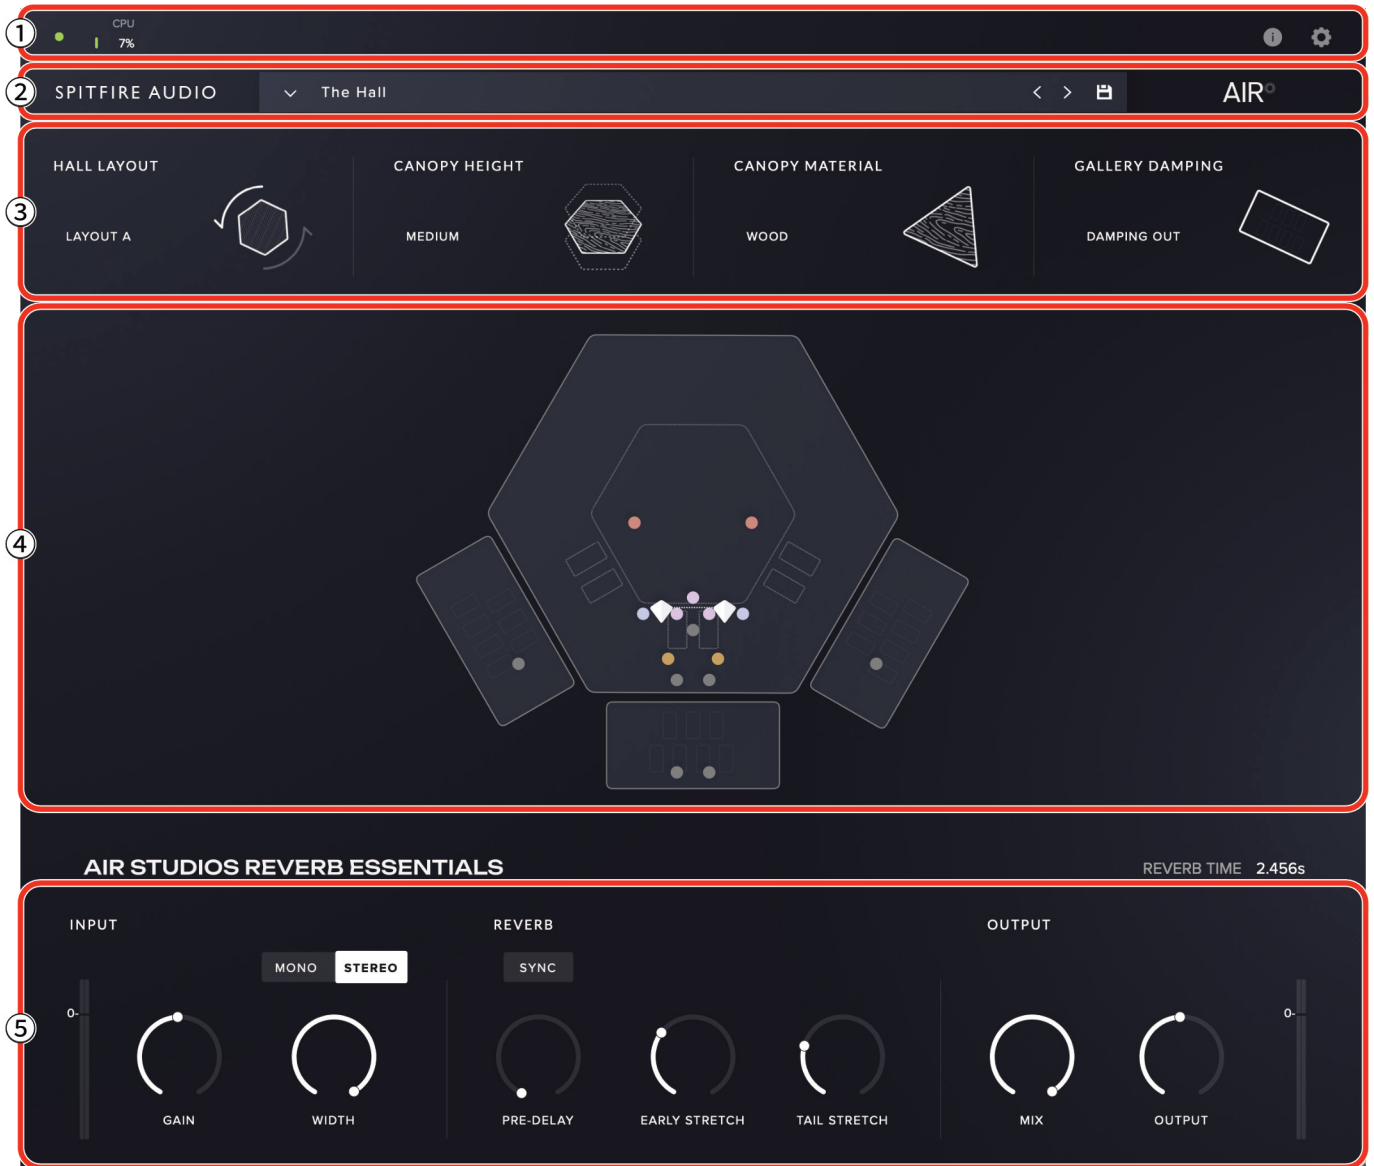 1
CPU
7%
2
SPITFIRE AUDIO
The Hall
AIR
3
HALL LAYOUT
CANOPY HEIGHT
CANOPY MATERIAL
GALLERY DAMPING
LAYOUT A
MEDIUM
WOOD
DAMPING OUT
4
AIR STUDIOS REVERB ESSENTIALS
REVERB TIME 2.456s
5
INPUT
REVERB
OUTPUT
MONO STEREO
SYNC
0-
0-
GAIN
WIDTH
PRE-DELAY
EARLY STRETCH
TAIL STRETCH
MIX
OUTPUT